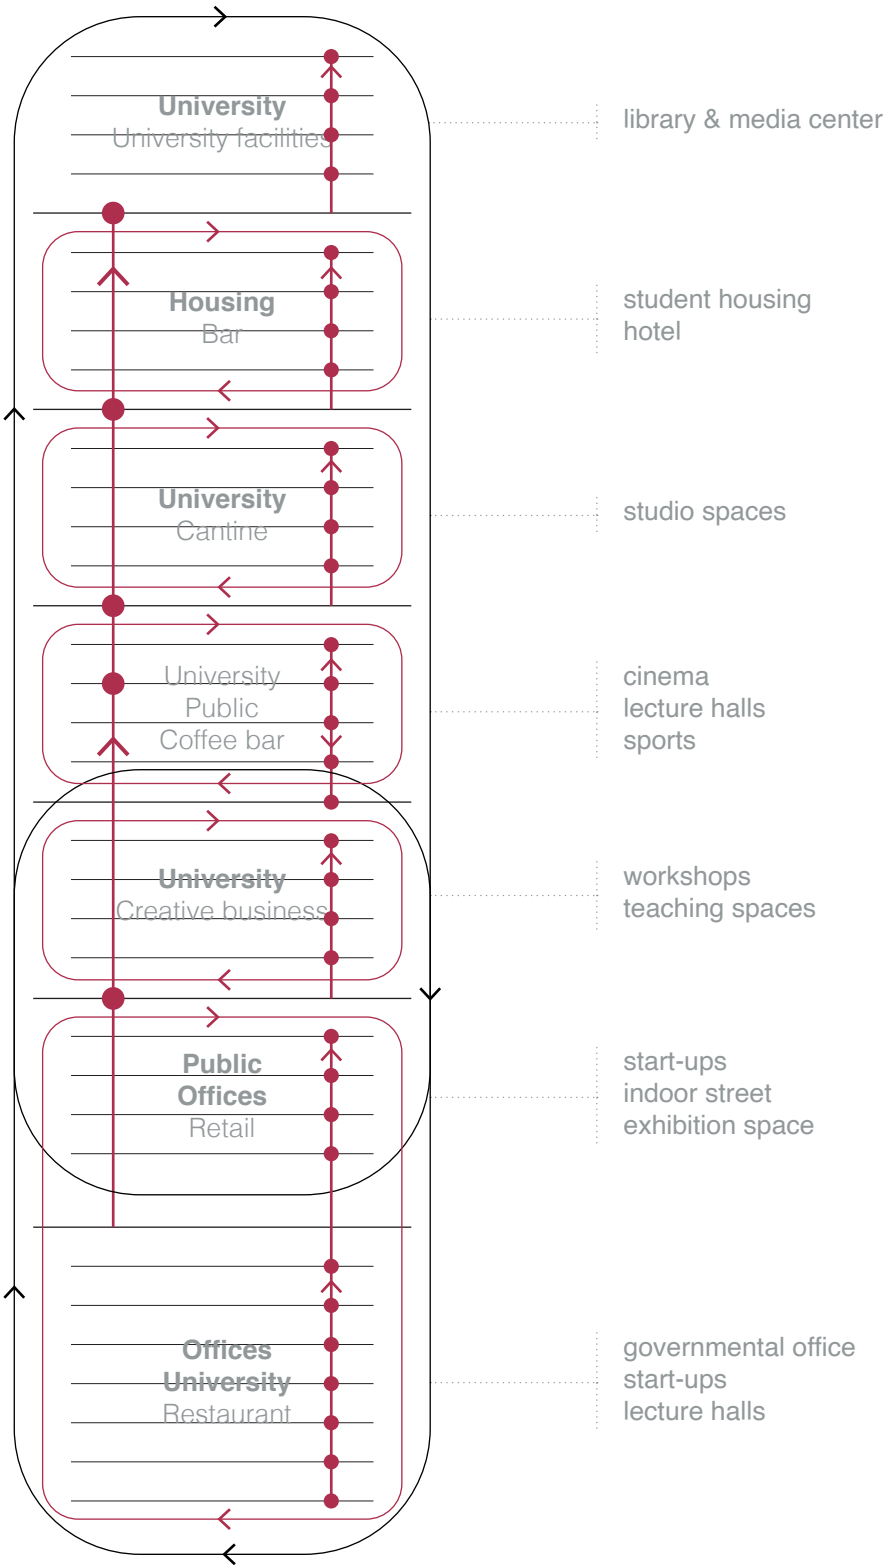 University
University facilities
library & media center
Housing
Bar
student housing
hotel
University
Cantine
studio spaces
University
Public
Coffee bar
cinema
lecture halls
sports
University
Creative business
workshops
teaching spaces
Public
Offices
Retail
start-ups
indoor street
exhibition space
Offices
University
Restaurant
governmental office
start-ups
lecture halls